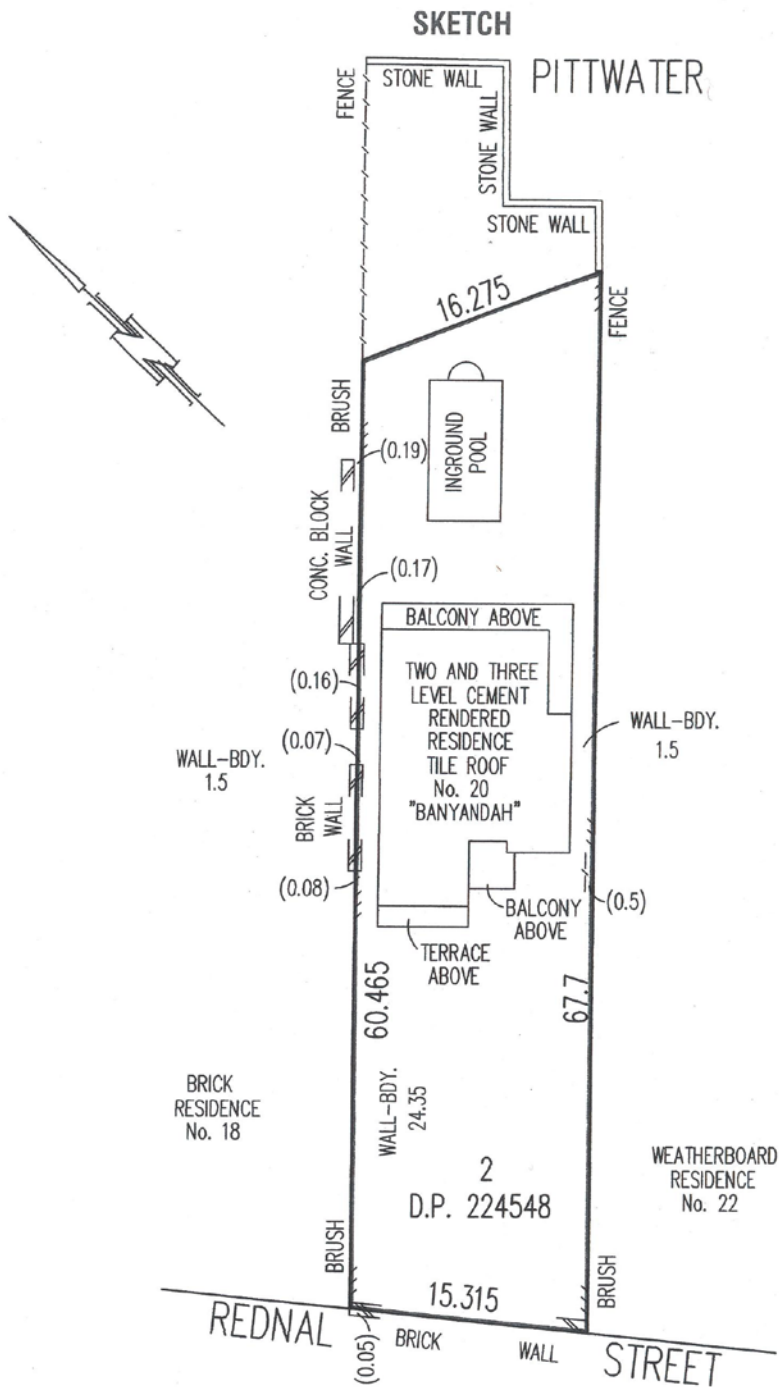 SKETCH
PITTWATER
STONE WALL
FENCE
STONE WALL
STONE WALL
16.275
FENCE
BRUSH
INGROUND
POOL
(0.19)
CONC. BLOCK
WALL
(0.17)
BALCONY ABOVE
TWO AND THREE
LEVEL CEMENT
RENDERED
RESIDENCE
TILE ROOF
No. 20
"BANYANDAH"
(0.16)
WALL-BDY.
1.5
(0.07)
WALL-BDY.
1.5
BRICK
WALL
(0.08)
(0.5)
BALCONY
ABOVE
TERRACE
ABOVE
60.465
67.7
WALL-BDY.
24.35
BRICK
RESIDENCE
No. 18
2
D.P. 224548
WEATHERBOARD
RESIDENCE
No. 22
BRUSH
BRUSH
15.315
REDNAL STREET
(0.05)
BRICK WALL